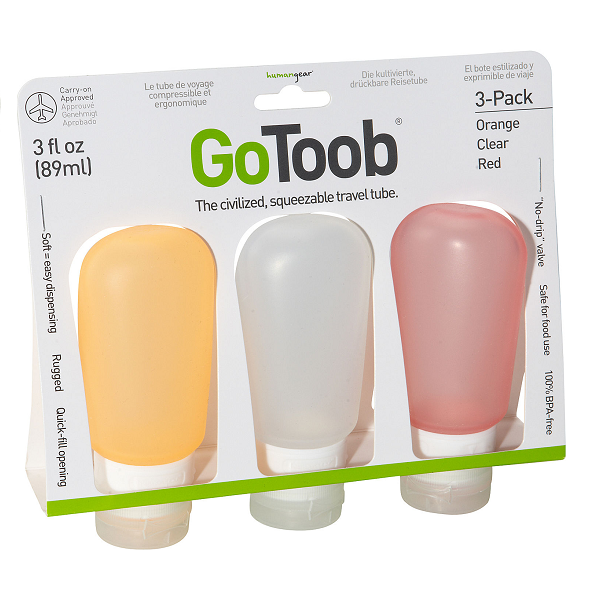 Carry-on
Approved
Approuvé
Genehmigt
Aprobado
Le tube de voyage
compressible et
ergonomique
humangear
Die kultivierte,
drückbare Reisetube
El bote estilizado y
exprimible de viaje
3 fl oz
(89ml)
GoToob®
The civilized, squeezable travel tube.
3-Pack
Orange
Clear
Red
Soft = easy dispensing
Rugged
Quick-fill opening
"No-drip" valve
Safe for food use
100% BPA-free